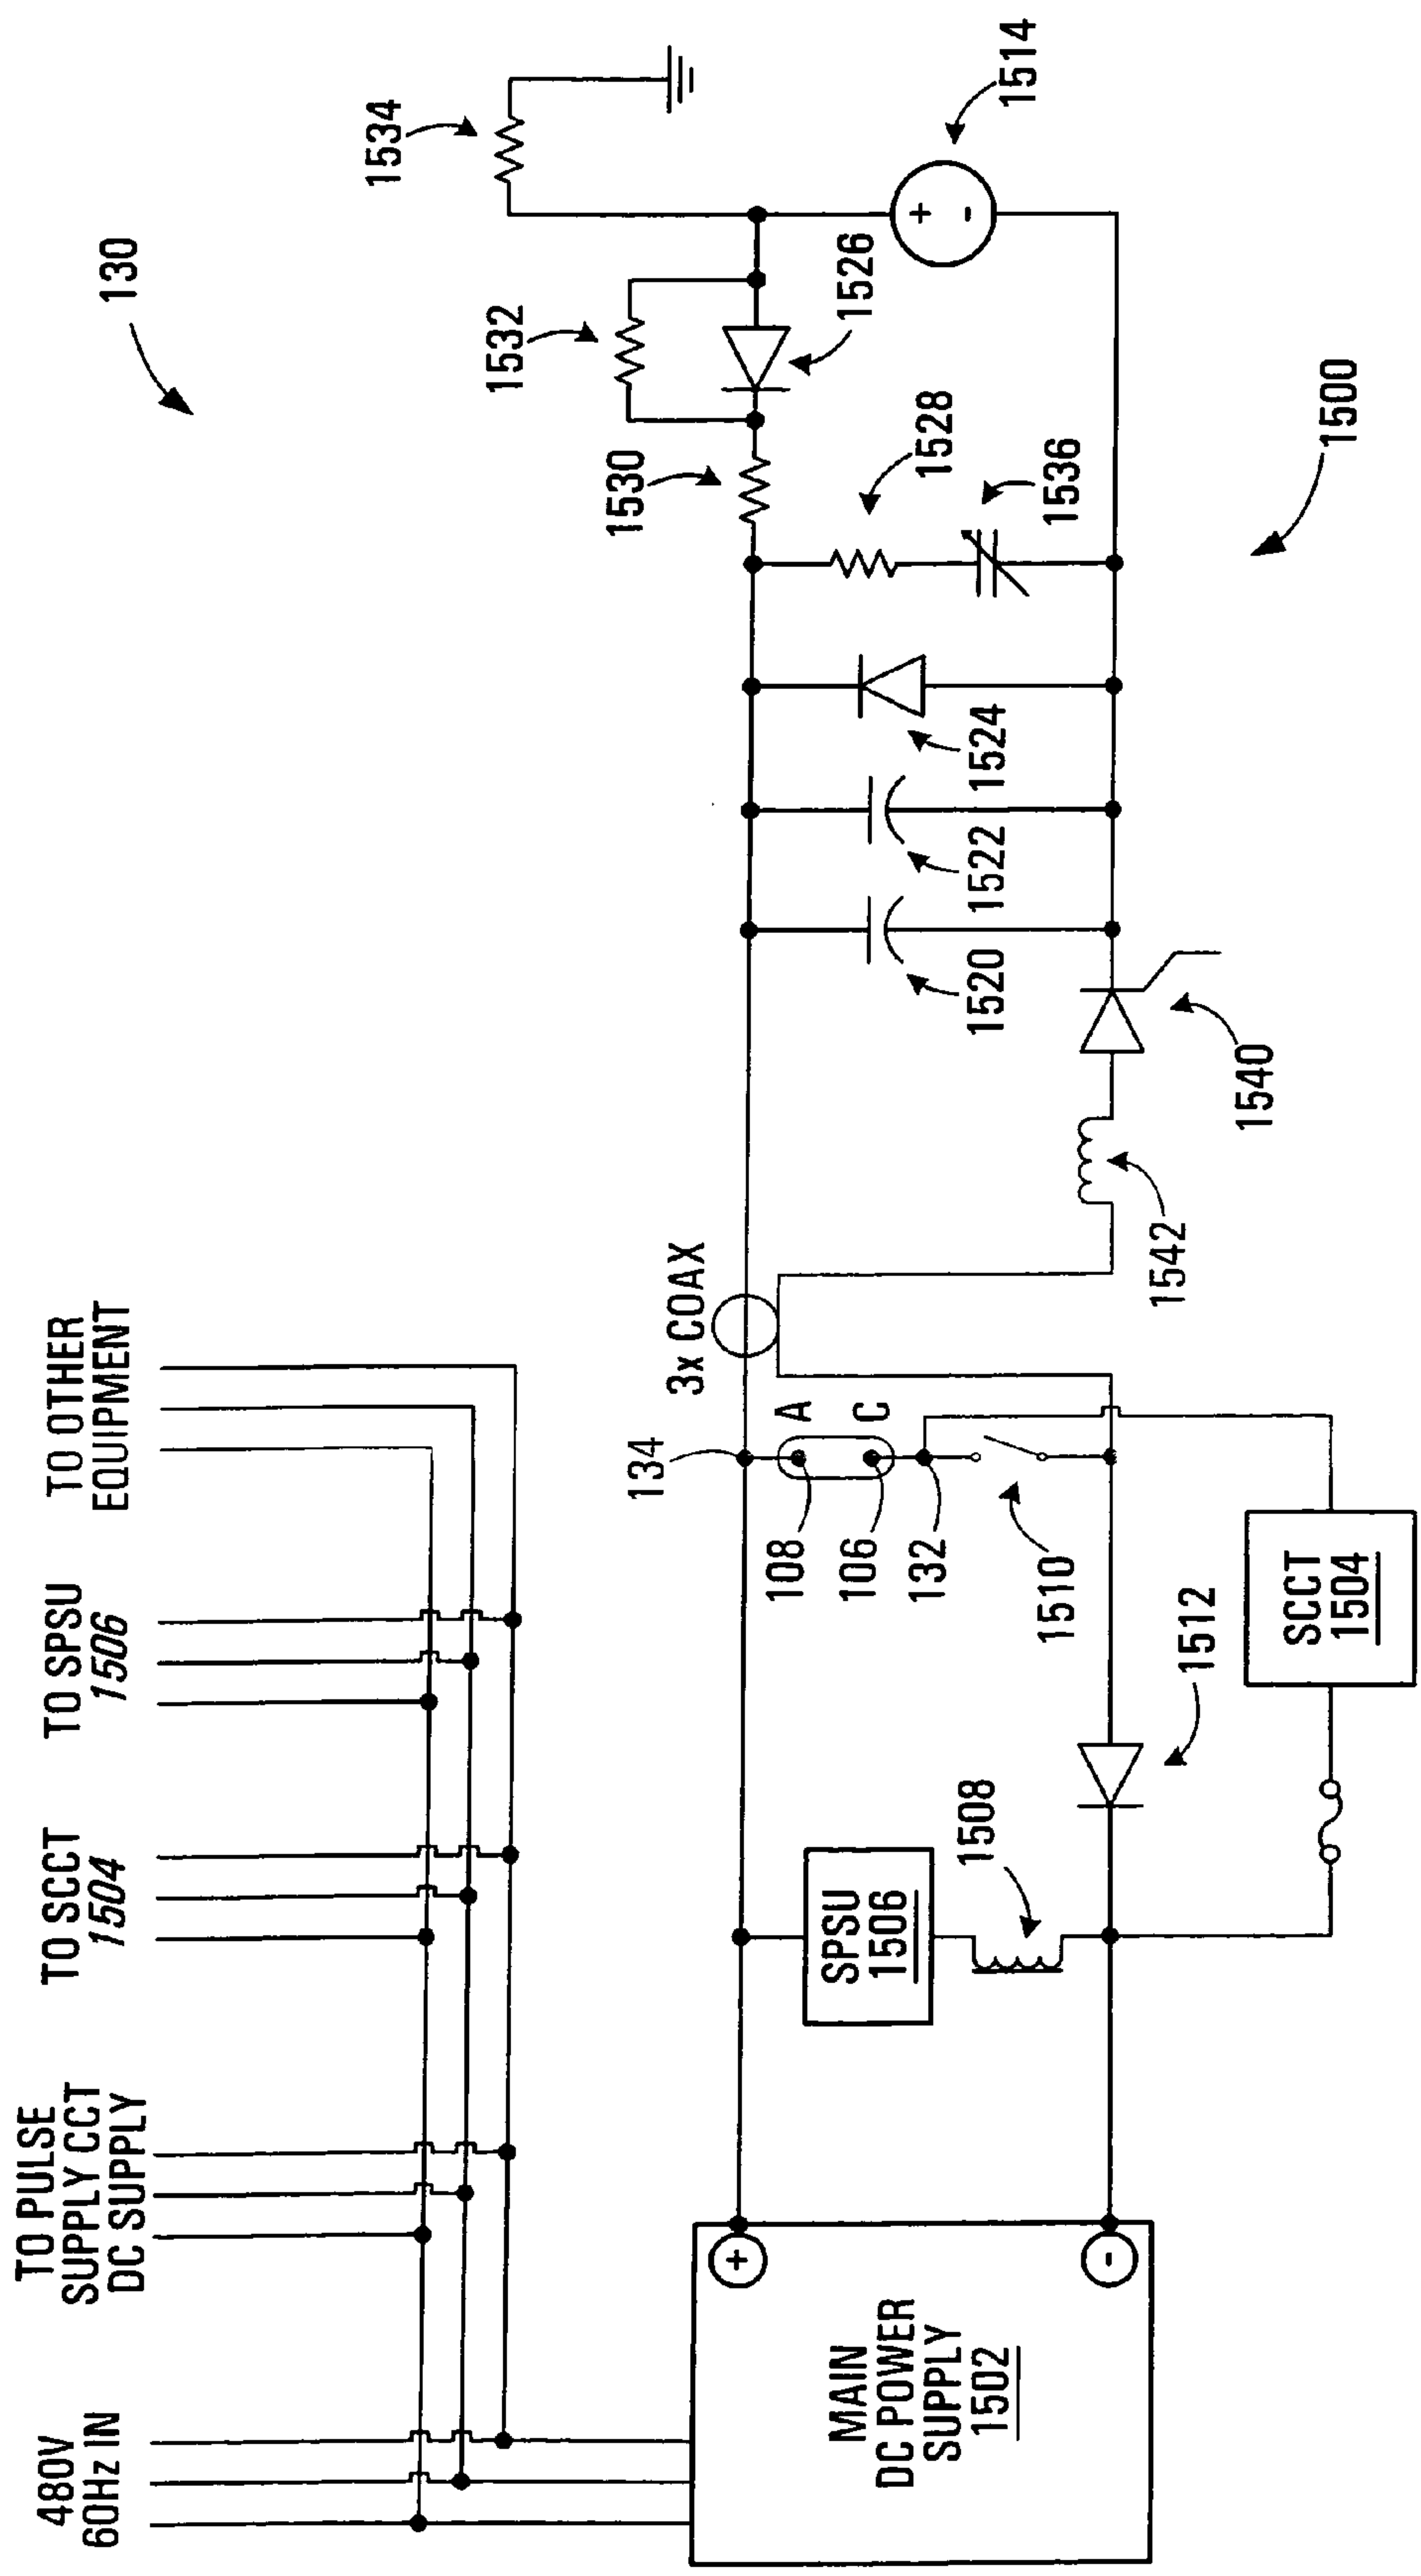 130
480V
60Hz IN
TO PULSE
SUPPLY CCT
DC SUPPLY
TO SCCT
1504
TO SPSU
1506
TO OTHER
EQUIPMENT
1534
1532
1530
1526
1514
1528
1536
1524
1522
1520
1500
1540
1542
3x COAX
134
A
C
108
106
132
1510
1512
SCCT
1504
1508
SPSU
1506
+
-
+
-
MAIN
DC POWER
SUPPLY
1502